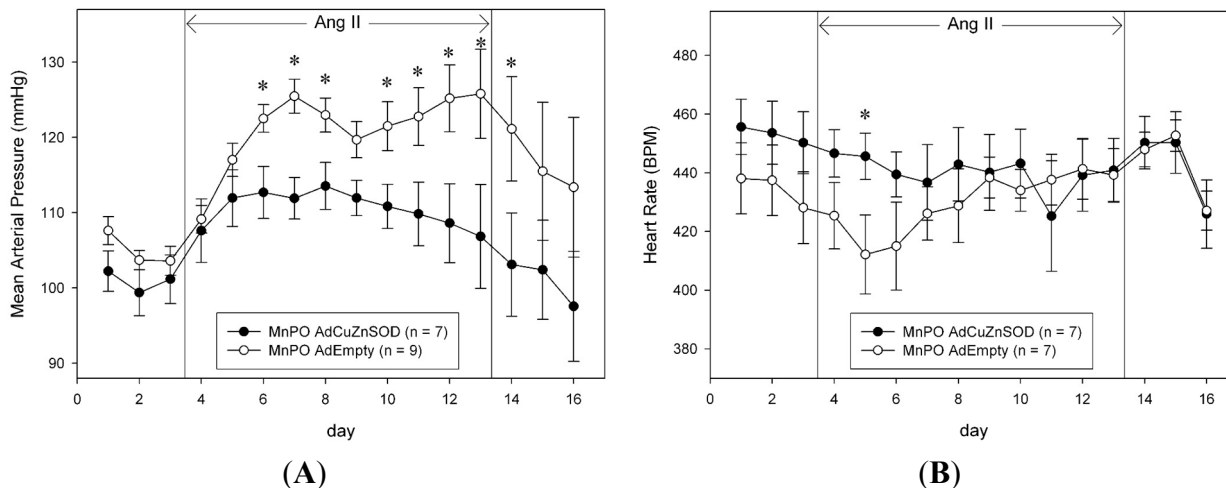 Ang II
* * * * * * * * *
Mean Arterial Pressure (mmHg)
130
120
110
100
90
MnPO AdCuZnSOD (n = 7)
MnPO AdEmpty (n = 9)
0 2 4 6 8 10 12 14 16
day
(A)
Ang II
*
Heart Rate (BPM)
480
460
440
420
400
380
MnPO AdCuZnSOD (n = 7)
MnPO AdEmpty (n = 7)
0 2 4 6 8 10 12 14 16
day
(B)